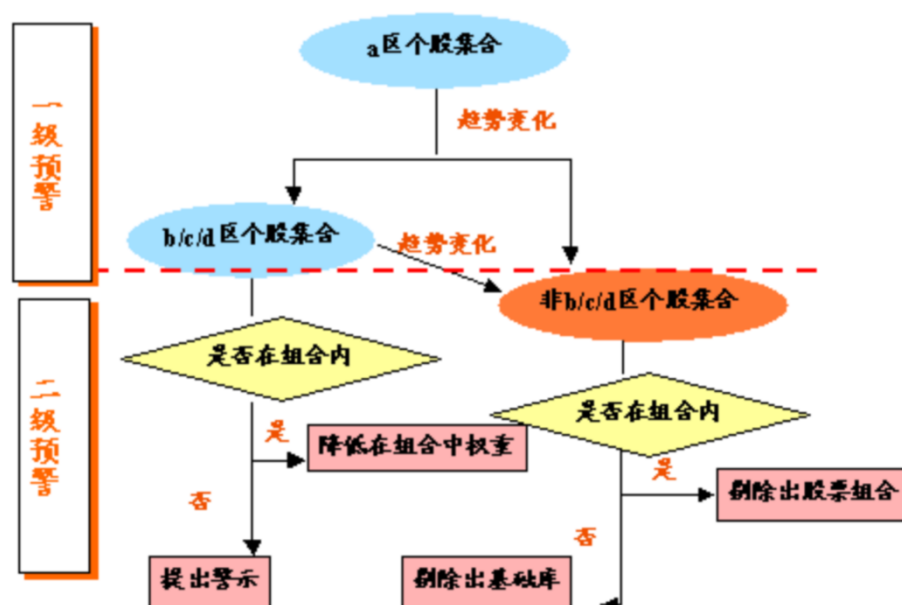 a区个股集合
趋势变化
一级预警
b/c/d区个股集合
趋势变化
非b/c/d区个股集合
是否在组合内
是否在组合内
二级预警
是
降低在组合中权重
是
剔除出股票组合
否
否
提出警示
剔除出基础库